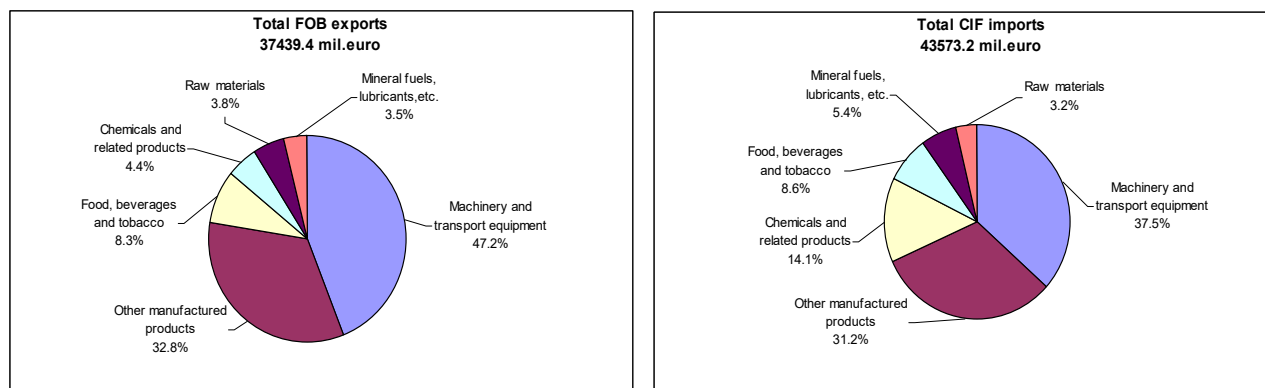 Total FOB exports
37439.4 mil.euro
Mineral fuels,
lubricants,etc.
3.5%
Raw materials
3.8%
Chemicals and
related products
4.4%
Food, beverages
and tobacco
8.3%
Machinery and
transport equipment
47.2%
Other manufactured
products
32.8%
Total CIF imports
43573.2 mil.euro
Mineral fuels,
lubricants, etc.
5.4%
Raw materials
3.2%
Food, beverages
and tobacco
8.6%
Machinery and
transport equipment
37.5%
Chemicals and
related products
14.1%
Other manufactured
products
31.2%